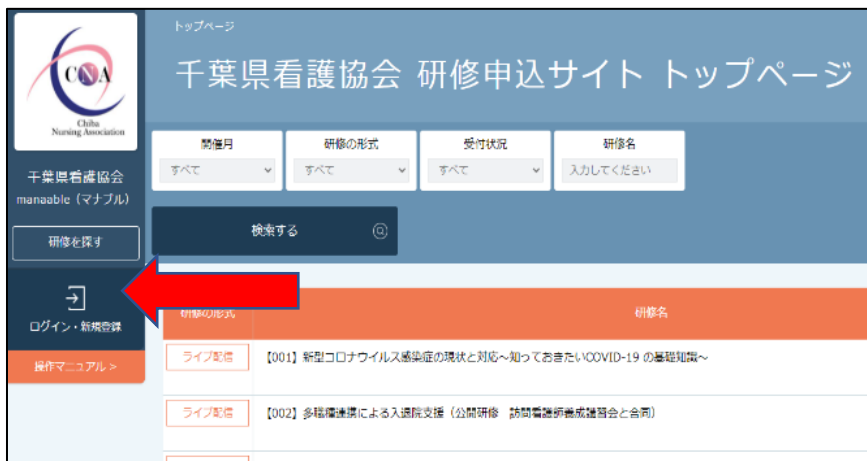 CNA
Chiba
Nursing Association
千葉県看護協会
manaable（マナブル）
研修を探す
ログイン・新規登録
操作マニュアル >
トップページ
千葉県看護協会 研修申込サイト トップページ
開催月
すべて
研修の形式
すべて
受付状況
すべて
研修名
入力してください
検索する
研修の形式
研修名
ライブ配信
【001】新型コロナウイルス感染症の現状と対応～知っておきたいCOVID-19 の基礎知識～
ライブ配信
【002】多職種連携による入退院支援（公開研修 訪問看護師養成講習会と合同）